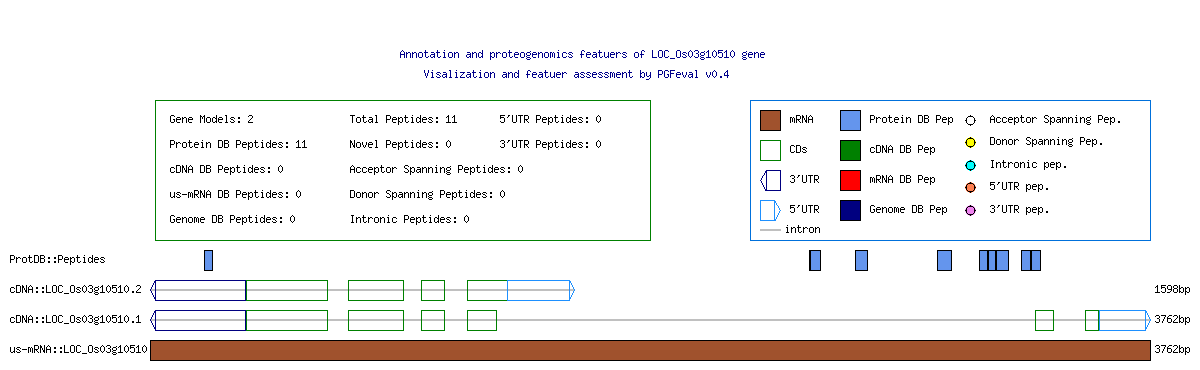 Annotation and proteogenomics featuers of LOC_Os03g10510 gene
Visalization and featuer assessment by PGFeval v0.4
Gene Models: 2 Total Peptides: 11 5'UTR Peptides: 0
Protein DB Peptides: 11 Novel Peptides: 0 3'UTR Peptides: 0
cDNA DB Peptides: 0 Acceptor Spanning Peptides: 0
us-mRNA DB Peptides: 0 Donor Spanning Peptides: 0
Genome DB Peptides: 0 Intronic Peptides: 0
mRNA Protein DB Pep Acceptor Spanning Pep.
CDs cDNA DB Pep Donor Spanning Pep.
3'UTR mRNA DB Pep Intronic pep.
5'UTR Genome DB Pep 5'UTR pep.
intron 3'UTR pep.
ProtDB::Peptides
cDNA::LOC_Os03g10510.2 1598bp
cDNA::LOC_Os03g10510.1 3762bp
us-mRNA::LOC_Os03g10510 3762bp